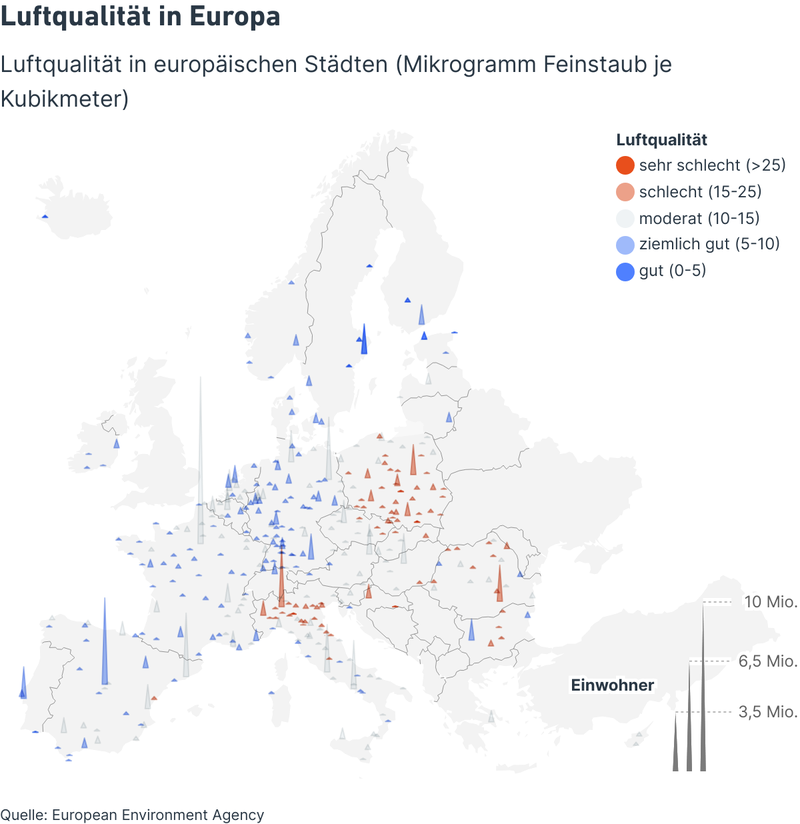 Luftqualität in Europa
Luftqualität in europäischen Städten (Mikrogramm Feinstaub je
Kubikmeter)
Luftqualität
sehr schlecht (>25)
schlecht (15-25)
moderat (10-15)
ziemlich gut (5-10)
gut (0-5)
10 Mio.
6,5 Mio.
Einwohner
3,5 Mio.
Quelle: European Environment Agency